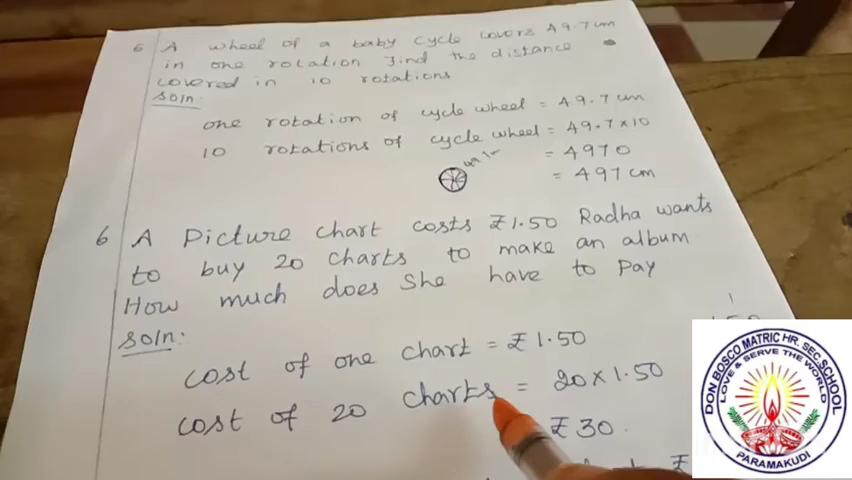 6 A wheel of a baby cycle covers 49.7 cm
in one rotation Find the distance
covered in 10 rotations
Soln:
one rotation of cycle wheel = 49.7 cm
10 rotations of cycle wheel = 49.7 × 10
= 4970
= 497 cm
6 A Picture chart costs ₹1.50 Radha wants
to buy 20 charts to make an album
How much does She have to Pay
Soln:
cost of one chart = ₹1.50
cost of 20 charts = 20 × 1.50
₹30.
₹
DON BOSCO MATRIC HR. SEC. SCHOOL
LOVE & SERVE THE WORLD
PARAMAKUDI